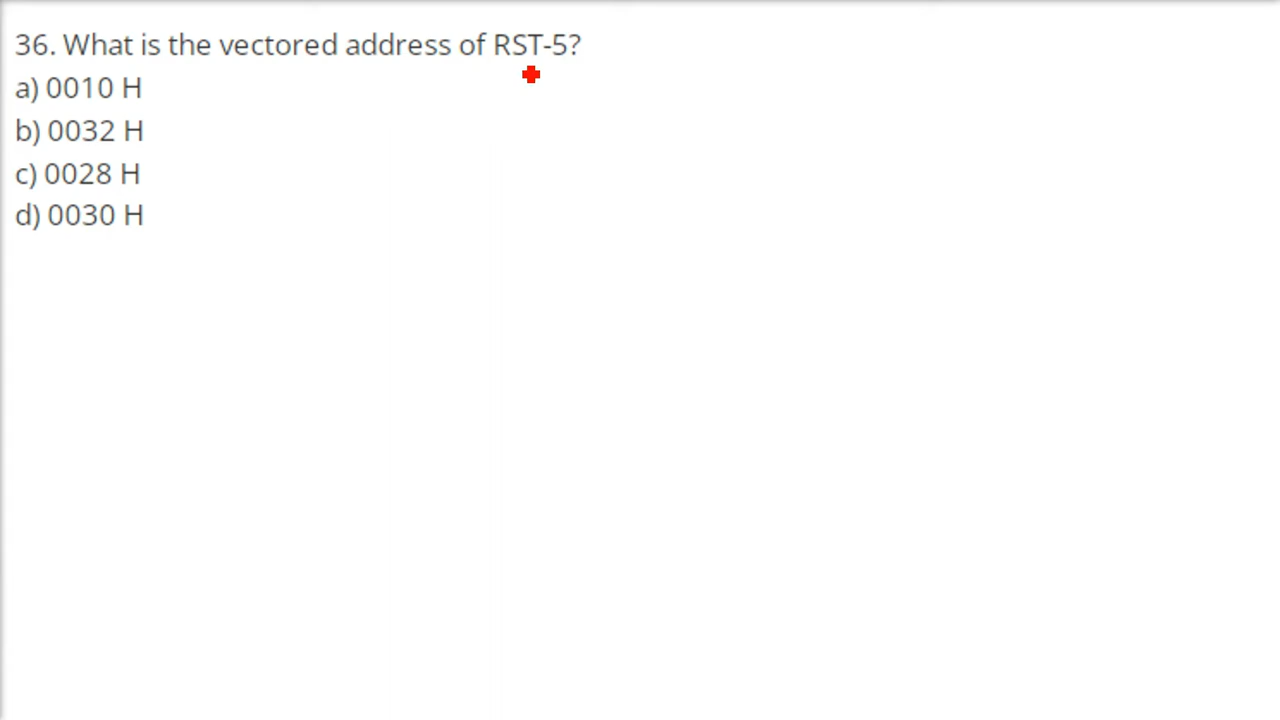 36. What is the vectored address of RST-5?
a) 0010 H
b) 0032 H
c) 0028 H
d) 0030 H